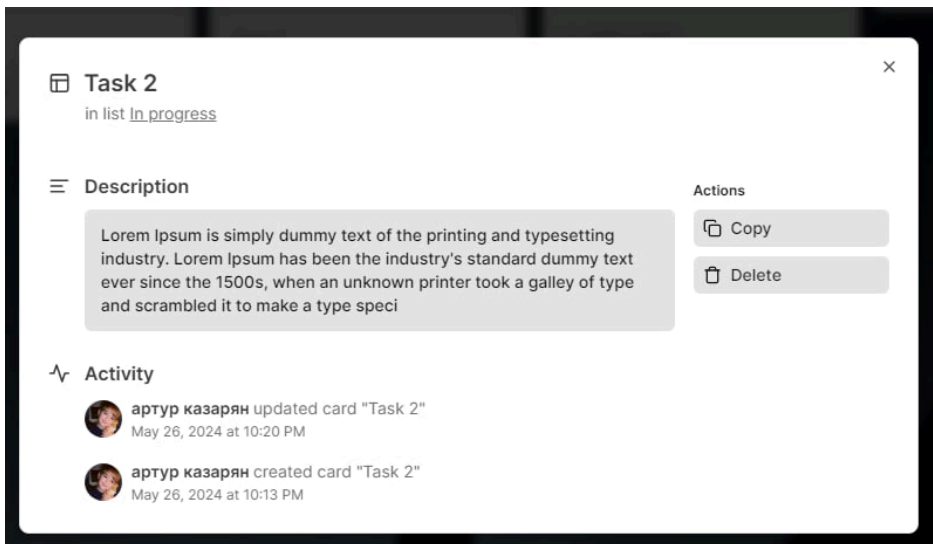 Task 2
in list In progress
Description
Lorem Ipsum is simply dummy text of the printing and typesetting
industry. Lorem Ipsum has been the industry's standard dummy text
ever since the 1500s, when an unknown printer took a galley of type
and scrambled it to make a type speci
Actions
Copy
Delete
Activity
артур казарян updated card "Task 2"
May 26, 2024 at 10:20 PM
артур казарян created card "Task 2"
May 26, 2024 at 10:13 PM